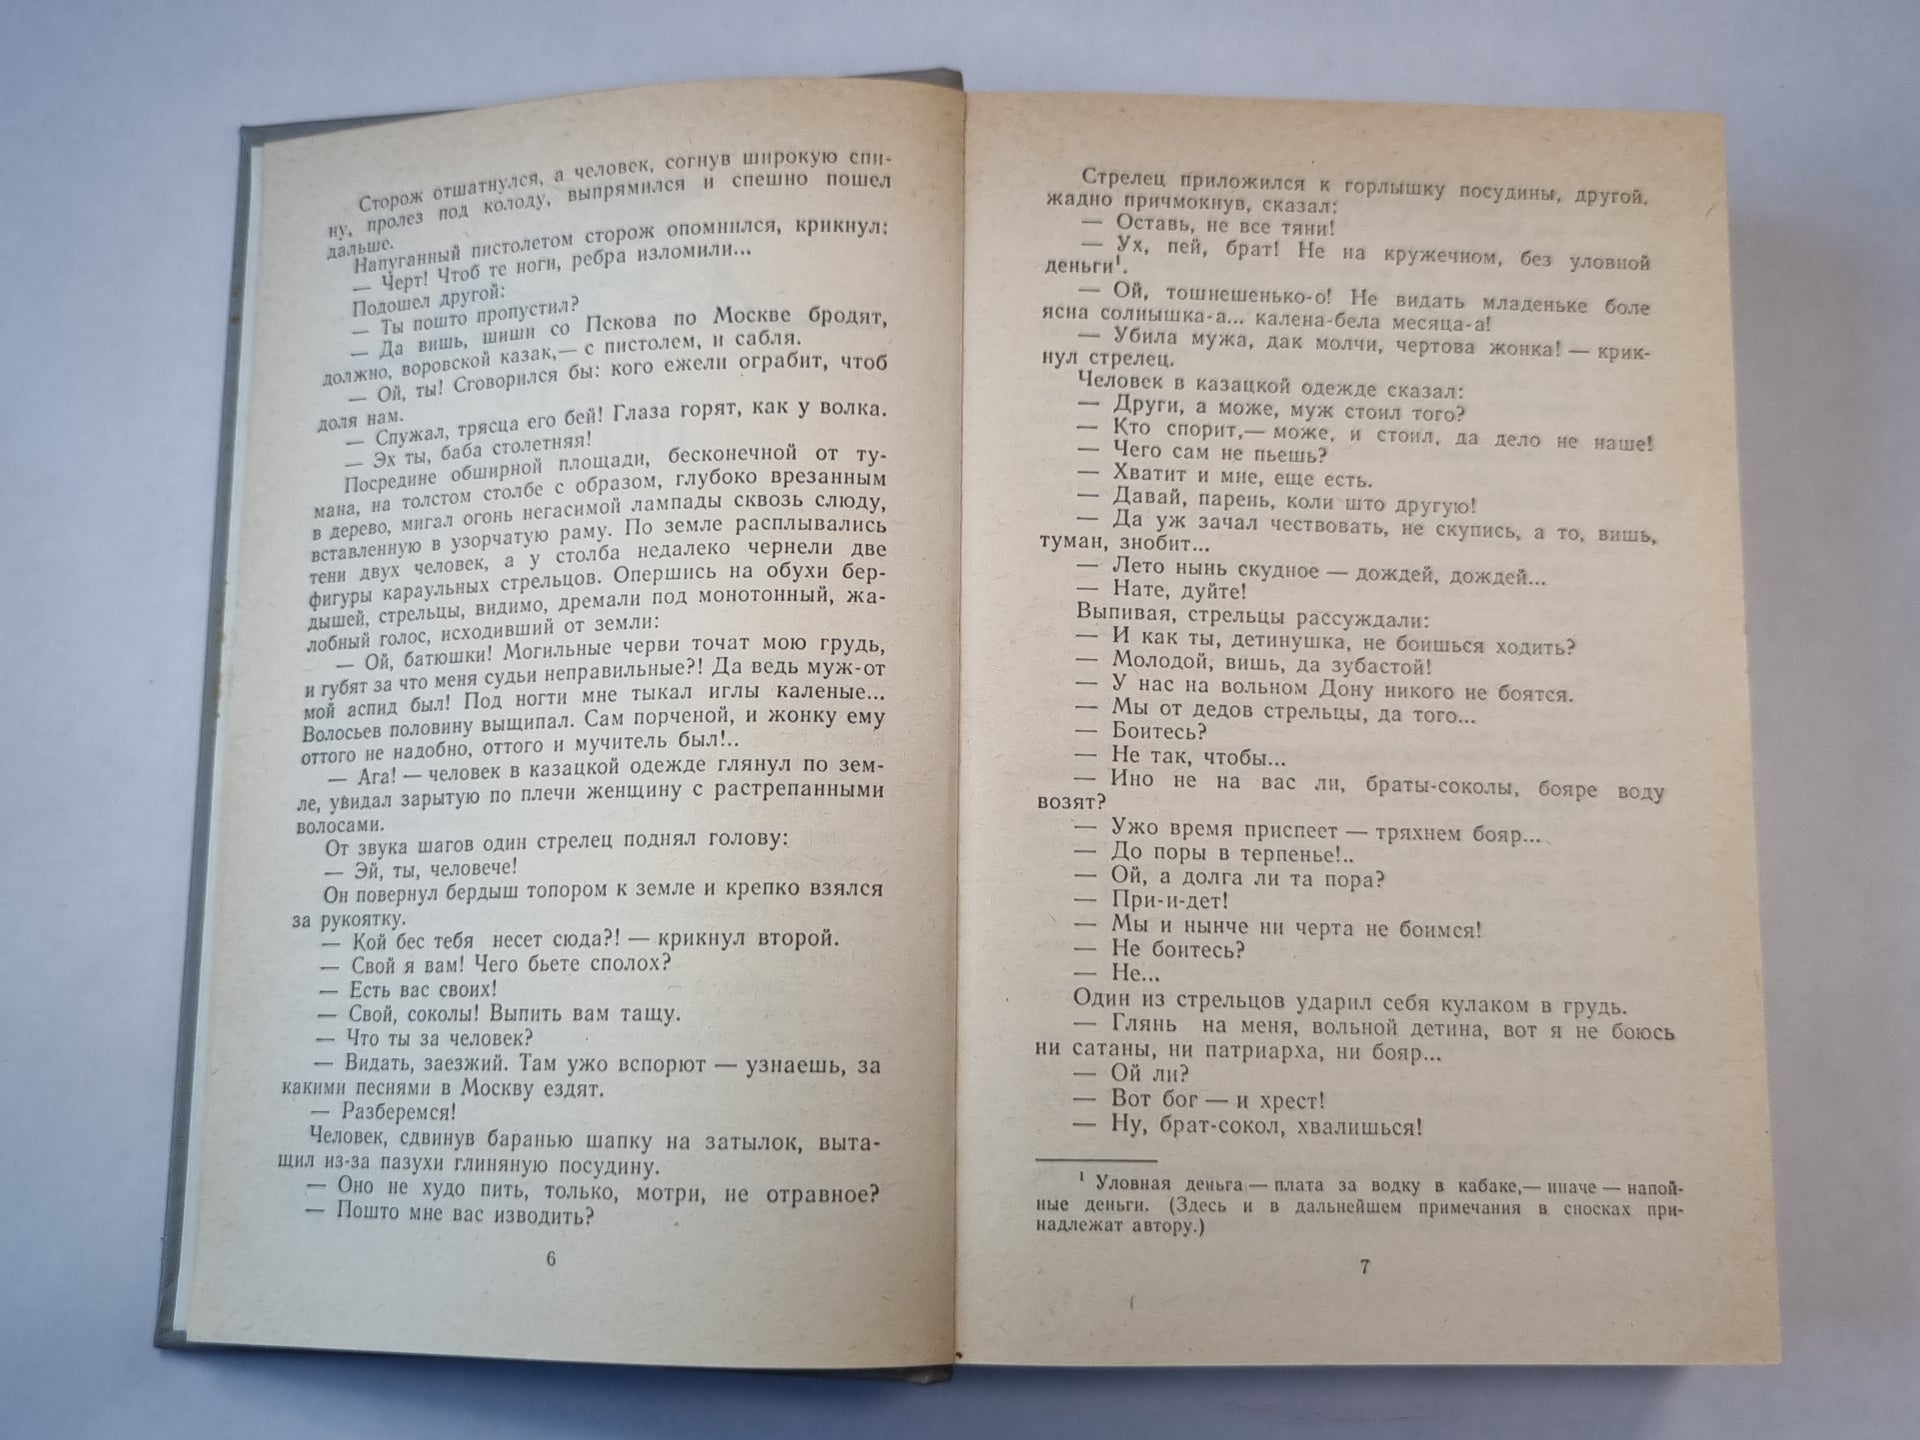 Сторож отшатнулся, а человек, согнув широкую спи-
ну, пролез под колоду, выпрямился и спешно пошел
дальше.
Напуганный пистолетом сторож опомнился, крикнул:
— Черт! Чтоб те ноги, ребра изломили...
Подошел другой:
— Ты пошто пропустил?
— Да вишь, шиши со Пскова по Москве бродят,
должно, воровской казак,— с пистолем, и сабля.
— Ой, ты! Сговорился бы: кого ежели ограбит, чтоб
доля нам.
— Спужал, трясца его бей! Глаза горят, как у волка.
— Эх ты, баба столетняя!
Посредине обширной площади, бесконечной от ту-
мана, на толстом столбе с образом, глубоко врезанным
в дерево, мигал огонь негасимой лампады сквозь слюду,
вставленную в узорчатую раму. По земле расплывались
тени двух человек, а у столба недалеко чернели две
фигуры караульных стрельцов. Опершись на обухи бер-
дышей, стрельцы, видимо, дремали под монотонный, жа-
лобный голос, исходивший от земли:
— Ой, батюшки! Могильные черви точат мою грудь,
и губят за что меня судьи неправильные?! Да ведь муж-от
мой аспид был! Под ногти мне тыкал иглы каленые...
Волосьев половину выщипал. Сам порченой, и жонку ему
оттого не надобно, оттого и мучитель был!..
— Ага! — человек в казацкой одежде глянул по зем-
ле, увидал зарытую по плечи женщину с растрепанными
волосами.
От звука шагов один стрелец поднял голову:
— Эй, ты, человече!
Он повернул бердыш топором к земле и крепко взялся
за рукоятку.
— Кой бес тебя несет сюда?! — крикнул второй.
— Свой я вам! Чего бьете сполох?
— Есть вас своих!
— Свой, соколы! Выпить вам тащу.
— Что ты за человек?
— Видать, заезжий. Там ужо вспорют — узнаешь, за
какими песнями в Москву ездят.
— Разберемся!
Человек, сдвинув баранью шапку на затылок, выта-
щил из-за пазухи глиняную посудину.
— Оно не худо пить, только, мотри, не отравное?
— Пошто мне вас изводить?
6
Стрелец приложился к горлышку посудины, другой,
жадно причмокнув, сказал:
— Оставь, не все тяни!
— Ух, пей, брат! Не на кружечном, без уловной
деньги¹.
— Ой, тошнешенько-о! Не видать младеньке боле
ясна солнышка-а... калена-бела месяца-а!
— Убила мужа, дак молчи, чертова жонка! — крик-
нул стрелец.
Человек в казацкой одежде сказал:
— Други, а може, муж стоил того?
— Кто спорит,— може, и стоил, да дело не наше!
— Чего сам не пьешь?
— Хватит и мне, еще есть.
— Давай, парень, коли што другую!
— Да уж зачал чествовать, не скупись, а то, вишь,
туман, знобит...
— Лето нынь скудное — дождей, дождей...
— Нате, дуйте!
Выпивая, стрельцы рассуждали:
— И как ты, детинушка, не боишься ходить?
— Молодой, вишь, да зубастой!
— У нас на вольном Дону никого не боятся.
— Мы от дедов стрельцы, да того...
— Боитесь?
— Не так, чтобы...
— Ино не на вас ли, браты-соколы, бояре воду
возят?
— Ужо время приспеет — тряхнем бояр...
— До поры в терпенье!..
— Ой, а долга ли та пора?
— При-и-дет!
— Мы и нынче ни черта не боимся!
— Не боитесь?
— Не...
Один из стрельцов ударил себя кулаком в грудь.
— Глянь на меня, вольной детина, вот я не боюсь
ни сатаны, ни патриарха, ни бояр...
— Ой ли?
— Вот бог — и хрест!
— Ну, брат-сокол, хвалишься!
¹ Уловная деньга — плата за водку в кабаке,— иначе — напой-
ные деньги. (Здесь и в дальнейшем примечания в сносках при-
надлежат автору.)
7